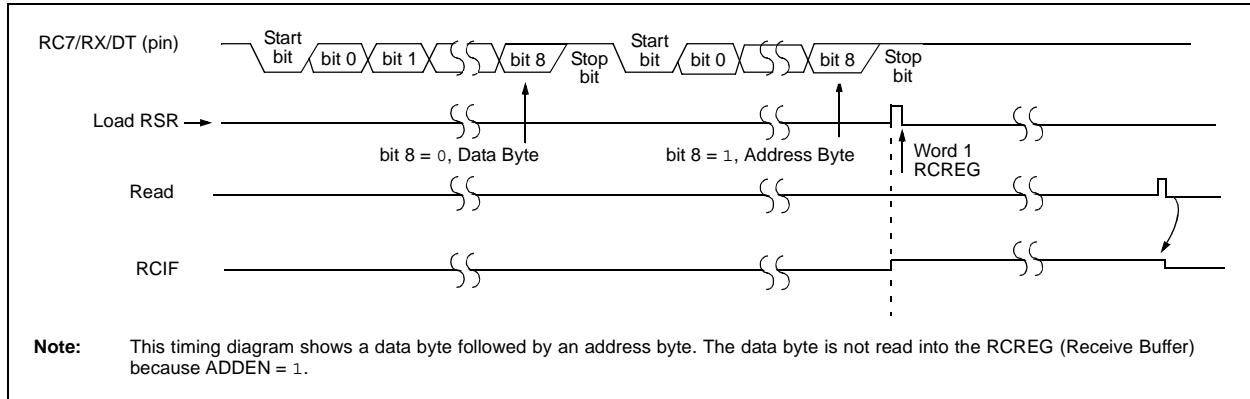 RC7/RX/DT (pin)
Start bit
bit 0
bit 1
bit 8
Stop bit
Start bit
bit 0
bit 8
Stop bit
Load RSR
bit 8 = 0, Data Byte
bit 8 = 1, Address Byte
Word 1
RCREG
Read
RCIF
Note: This timing diagram shows a data byte followed by an address byte. The data byte is not read into the RCREG (Receive Buffer)
because ADDEN = 1.